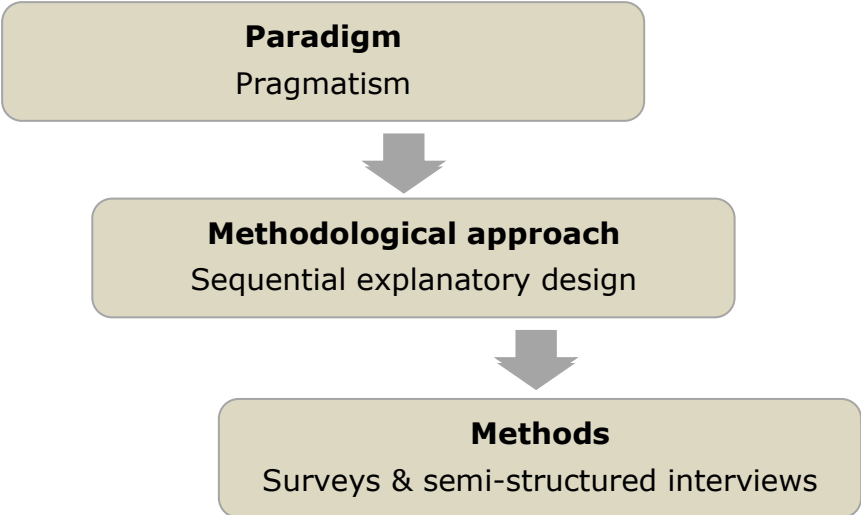 Paradigm
Pragmatism
Methodological approach
Sequential explanatory design
Methods
Surveys & semi-structured interviews